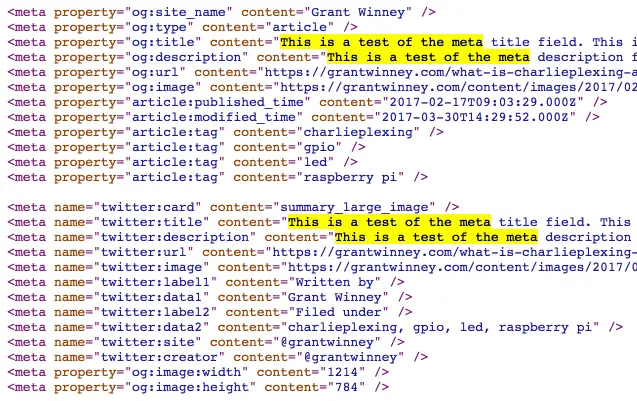 <meta property="og:site_name" content="Grant Winney" />
<meta property="og:type" content="article" />
<meta property="og:title" content="This is a test of the meta title field. This i
<meta property="og:description" content="This is a test of the meta description f
<meta property="og:url" content="https://grantwinney.com/what-is-charlieplexing-a
<meta property="og:image" content="https://grantwinney.com/content/images/2017/02
<meta property="article:published_time" content="2017-02-17T09:03:29.000Z" />
<meta property="article:modified_time" content="2017-03-30T14:29:52.000Z" />
<meta property="article:tag" content="charlieplexing" />
<meta property="article:tag" content="gpio" />
<meta property="article:tag" content="led" />
<meta property="article:tag" content="raspberry pi" />
<meta name="twitter:card" content="summary_large_image" />
<meta name="twitter:title" content="This is a test of the meta title field. This
<meta name="twitter:description" content="This is a test of the meta description
<meta name="twitter:url" content="https://grantwinney.com/what-is-charlieplexing-
<meta name="twitter:image" content="https://grantwinney.com/content/images/2017/0
<meta name="twitter:label1" content="Written by" />
<meta name="twitter:data1" content="Grant Winney" />
<meta name="twitter:label2" content="Filed under" />
<meta name="twitter:data2" content="charlieplexing, gpio, led, raspberry pi" />
<meta name="twitter:site" content="@grantwinney" />
<meta name="twitter:creator" content="@grantwinney" />
<meta property="og:image:width" content="1214" />
<meta property="og:image:height" content="784" />